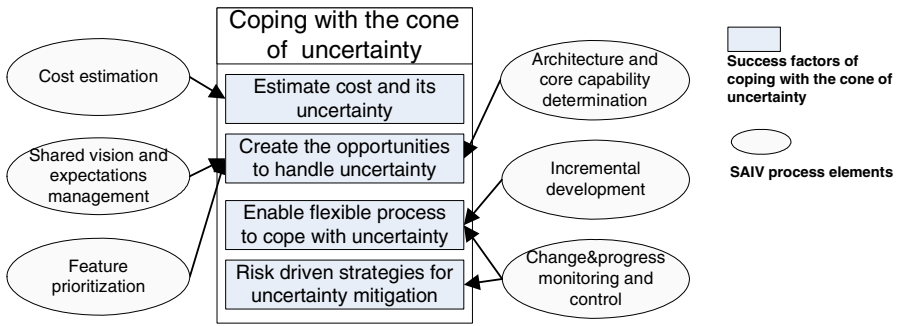 Coping with the cone
of uncertainty
Cost estimation
Shared vision and
expectations
management
Feature
prioritization
Estimate cost and its
uncertainty
Create the opportunities
to handle uncertainty
Enable flexible process
to cope with uncertainty
Risk driven strategies for
uncertainty mitigation
Architecture and
core capability
determination
Incremental
development
Change&progress
monitoring and
control
Success factors of
coping with the cone of
uncertainty
SAIV process elements